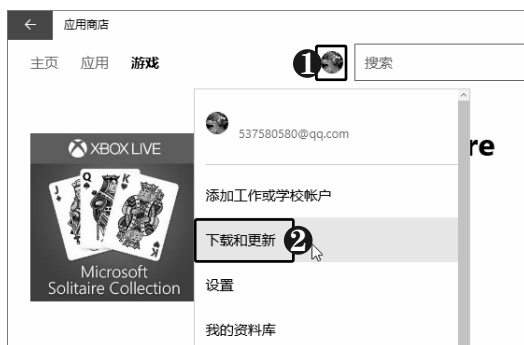 应用商店
主页 应用 游戏 1 搜索
537580580@qq.com
re
XBOX LIVE
添加工作或学校帐户
J Q K
下载和更新 2
Microsoft
Solitaire Collection
设置
我的资料库